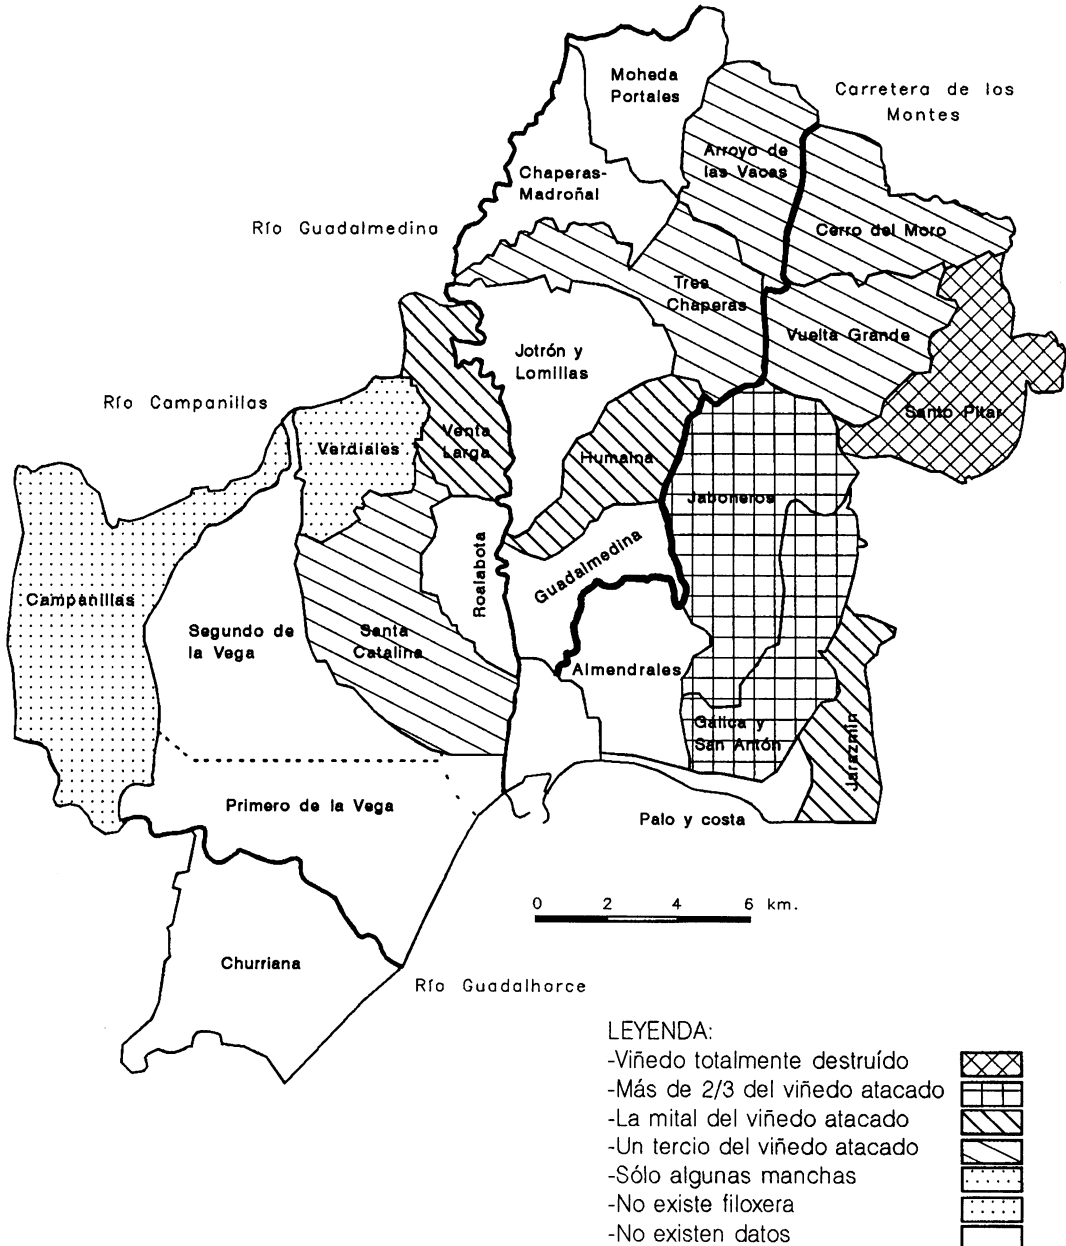 Moheda
Portales
Carretera de los
Montes
Arroyo de
las Vacas
Chaperas-
Madroñal
Río Guadalmedina
Cerro del Moro
Tres
Chaperas
Vuelta Grande
Jotrón y
Lomillas
Río Campanillas
Santo Pitar
Venta
Larga
Verdiales
Humaina
Jaboneros
Roalabota
Guadalmedina
Campanillas
Segundo de
la Vega
Santa
Catalina
Almendrales
Gálica y
San Antón
Jarazmín
Primero de la Vega
Palo y costa
0 2 4 6 km.
Churriana
Río Guadalhorce
LEYENDA:
-Viñedo totalmente destruído
-Más de 2/3 del viñedo atacado
-La mital del viñedo atacado
-Un tercio del viñedo atacado
-Sólo algunas manchas
-No existe filoxera
-No existen datos